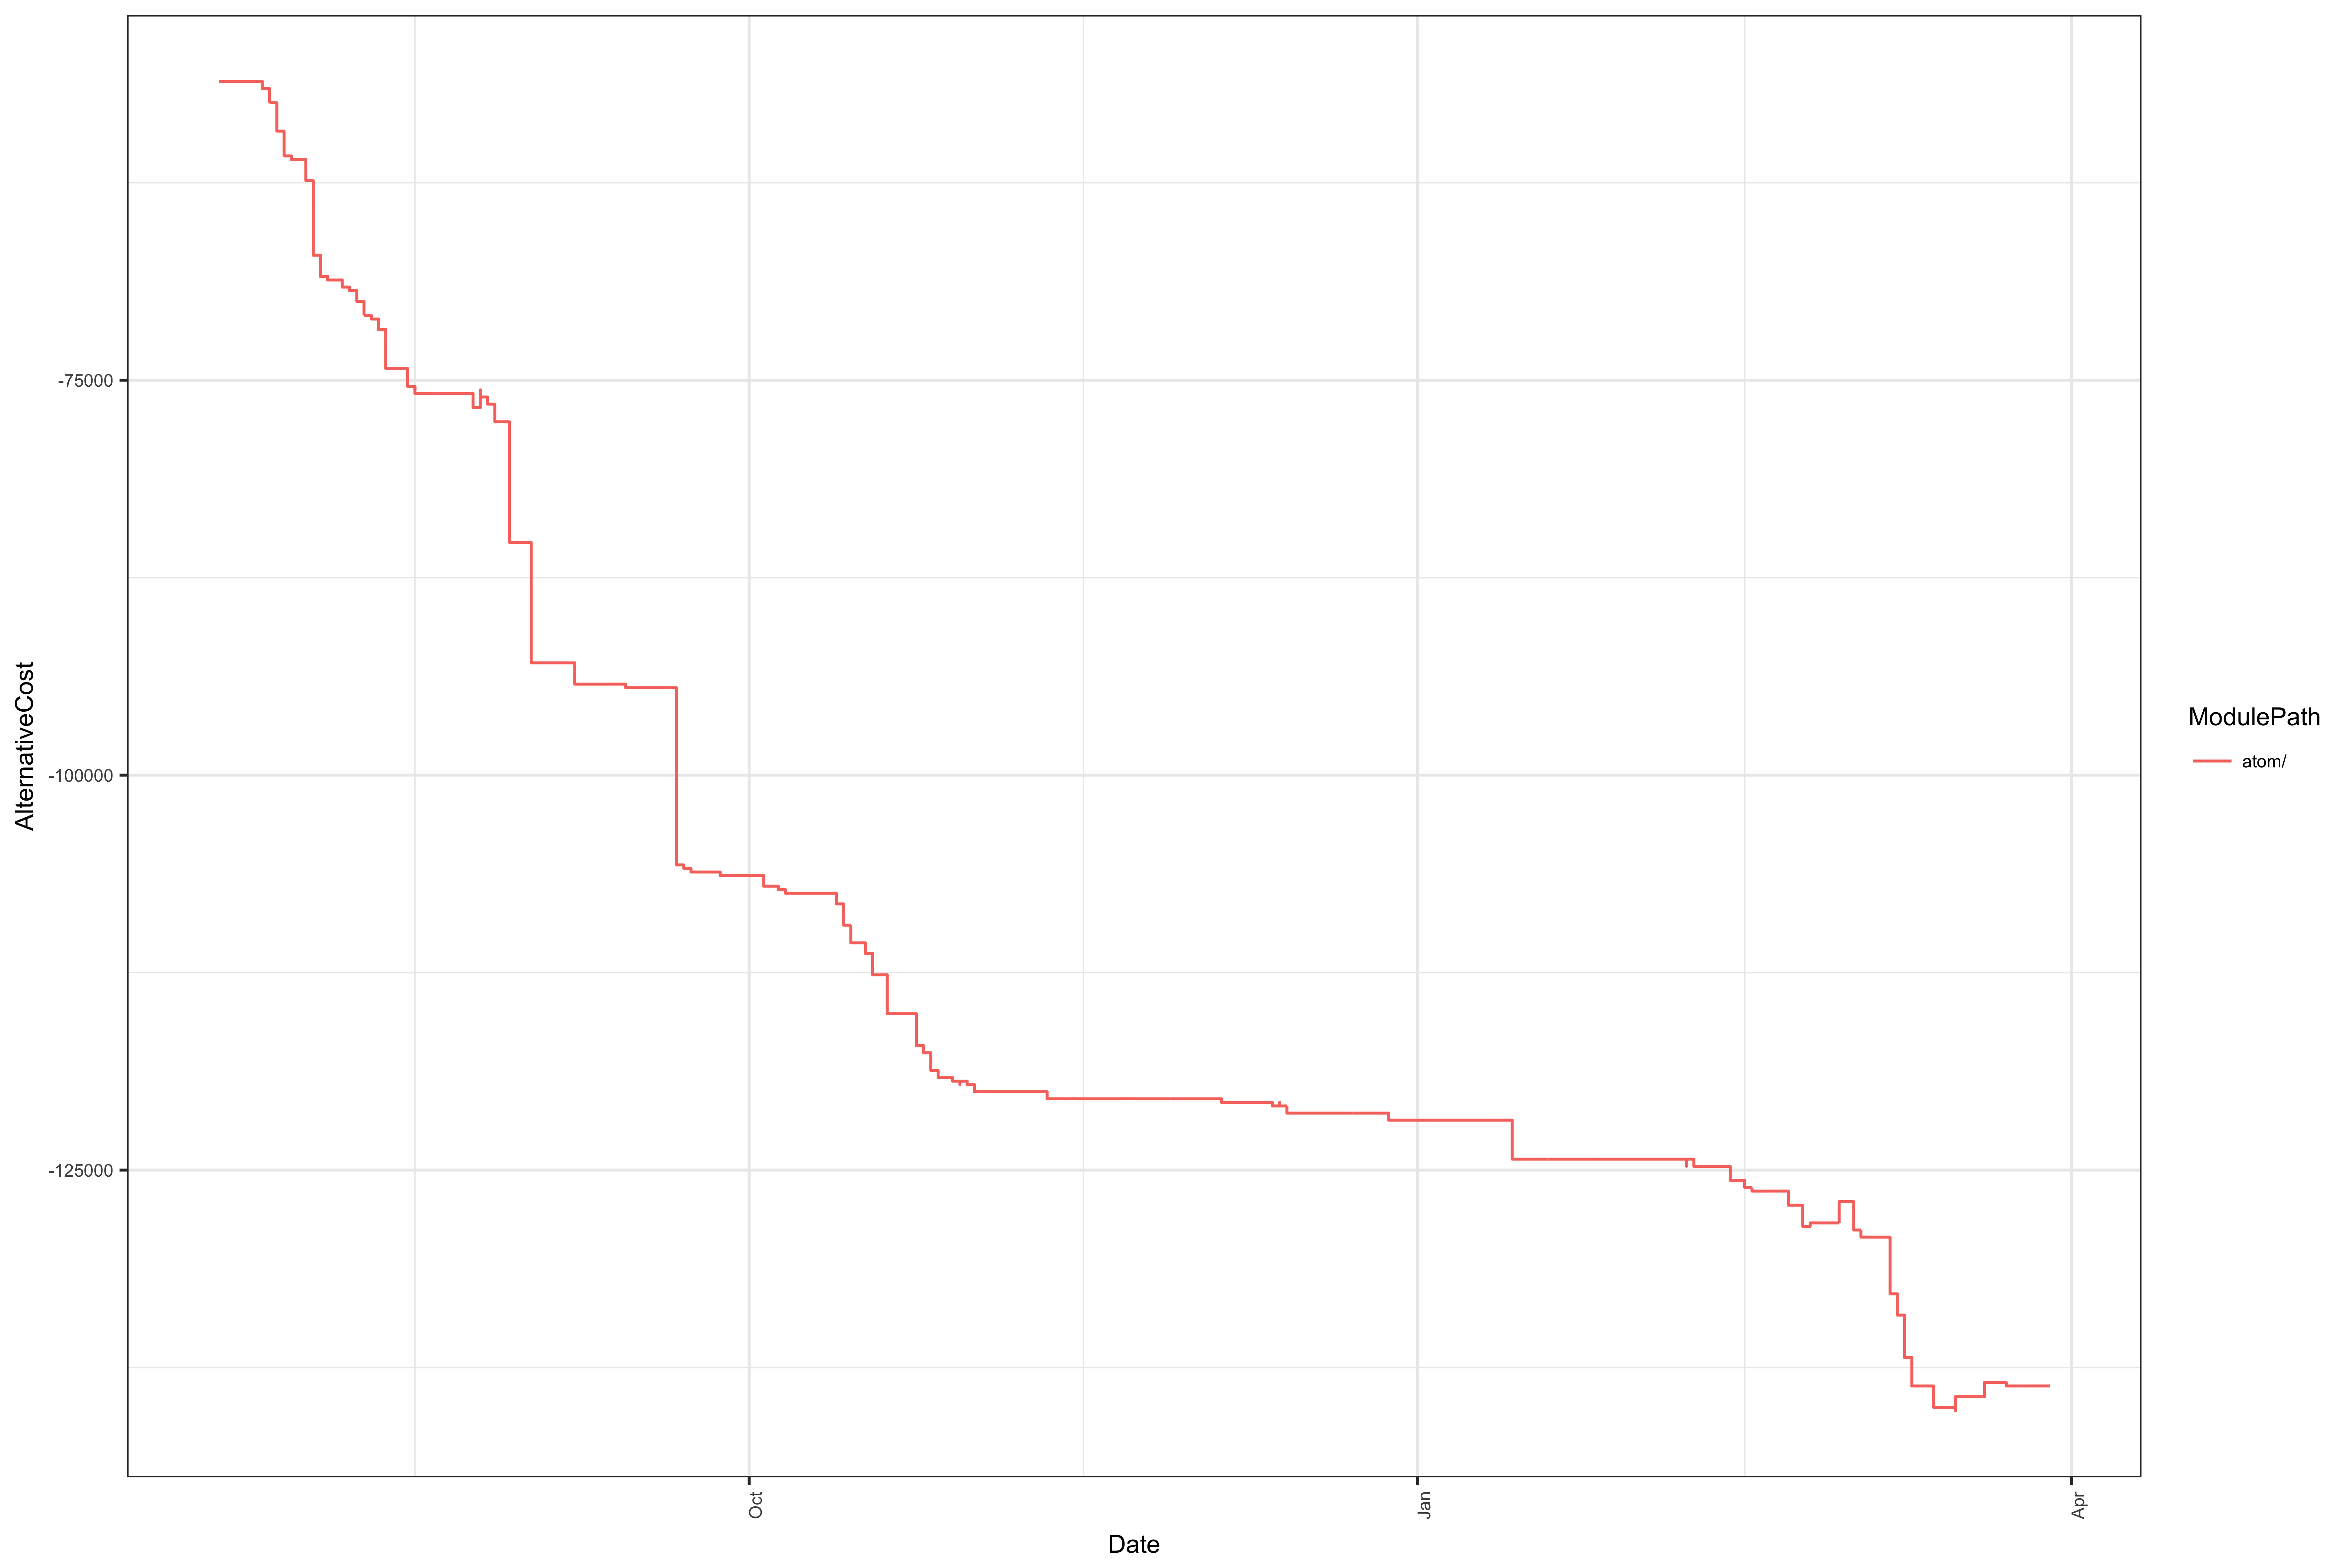 AlternativeCost
-75000
-100000
-125000
Oct
Jan
Apr
Date
ModulePath
atom/